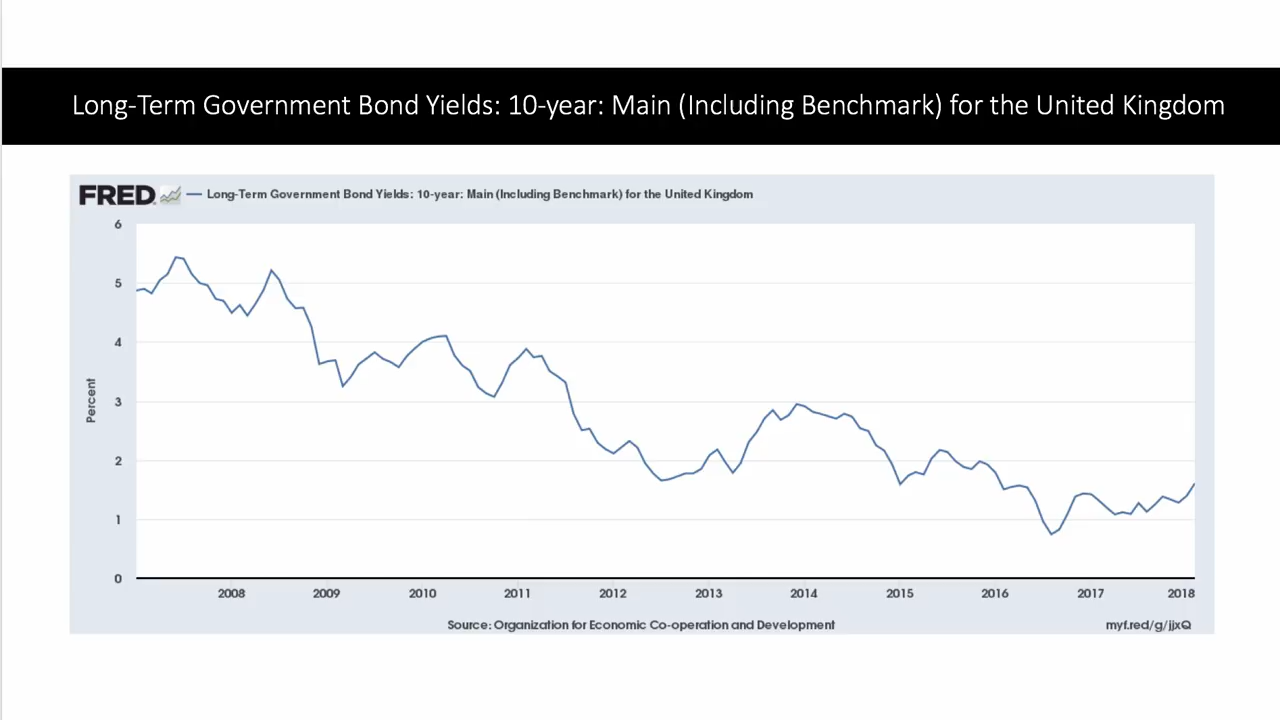 Long-Term Government Bond Yields: 10-year: Main (Including Benchmark) for the United Kingdom
FRED
Long-Term Government Bond Yields: 10-year: Main (Including Benchmark) for the United Kingdom
6
5
4
3
2
1
0
Percent
2008 2009 2010 2011 2012 2013 2014 2015 2016 2017 2018
Source: Organization for Economic Co-operation and Development
myf.red/g/jjxQ